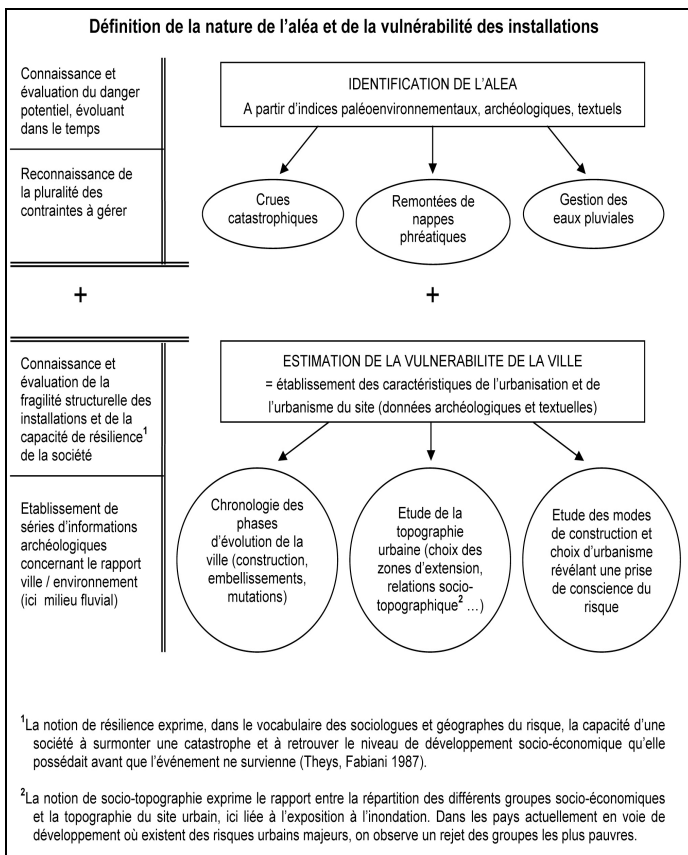 Définition de la nature de l'aléa et de la vulnérabilité des installations
Connaissance et
évaluation du danger
potentiel, évoluant
dans le temps
IDENTIFICATION DE L'ALEA
A partir d'indices paléoenvironnementaux, archéologiques, textuels
Reconnaissance de
la pluralité des
contraintes à gérer
Crues
catastrophiques
Remontées de
nappes
phréatiques
Gestion des
eaux pluviales
+
+
Connaissance et
évaluation de la
fragilité structurelle des
installations et de la
capacité de résilience1
de la société
ESTIMATION DE LA VULNERABILITE DE LA VILLE
= établissement des caractéristiques de l'urbanisation et de
l'urbanisme du site (données archéologiques et textuelles)
Etablissement de
séries d'informations
archéologiques
concernant le rapport
ville / environnement
(ici milieu fluvial)
Chronologie des
phases
d'évolution de la
ville (construction,
embellissements,
mutations)
Etude de la
topographie
urbaine (choix des
zones d'extension,
relations socio-
topographique2 …)
Etude des modes
de construction et
choix d'urbanisme
révélant une prise
de conscience du
risque
1La notion de résilience exprime, dans le vocabulaire des sociologues et géographes du risque, la capacité d'une
société à surmonter une catastrophe et à retrouver le niveau de développement socio-économique qu'elle
possédait avant que l'événement ne survienne (Theys, Fabiani 1987).
2La notion de socio-topographie exprime le rapport entre la répartition des différents groupes socio-économiques
et la topographie du site urbain, ici liée à l'exposition à l'inondation. Dans les pays actuellement en voie de
développement où existent des risques urbains majeurs, on observe un rejet des groupes les plus pauvres.